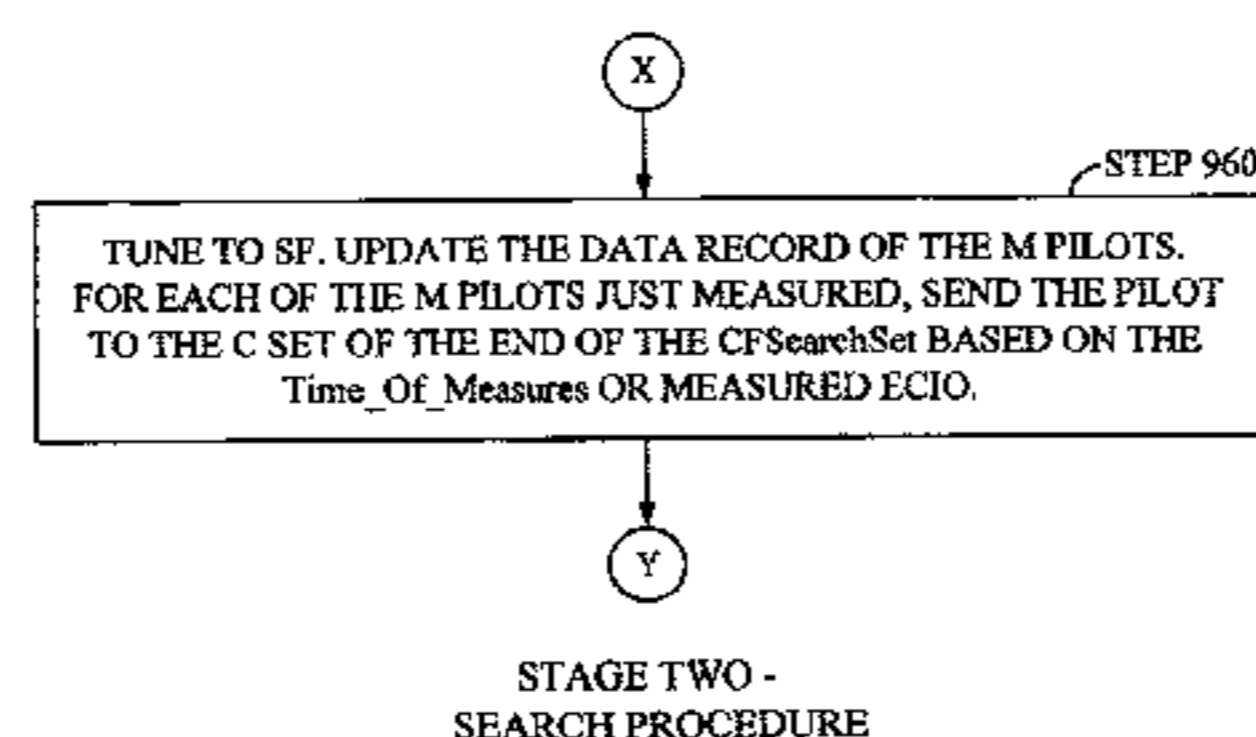 X
STEP 960
TUNE TO SF. UPDATE THE DATA RECORD OF THE M PILOTS.
FOR EACH OF THE M PILOTS JUST MEASURED, SEND THE PILOT
TO THE C SET OF THE END OF THE CFSearchSet BASED ON THE
Time_Of_Measures OR MEASURED ECIO.
Y
STAGE TWO -
SEARCH PROCEDURE